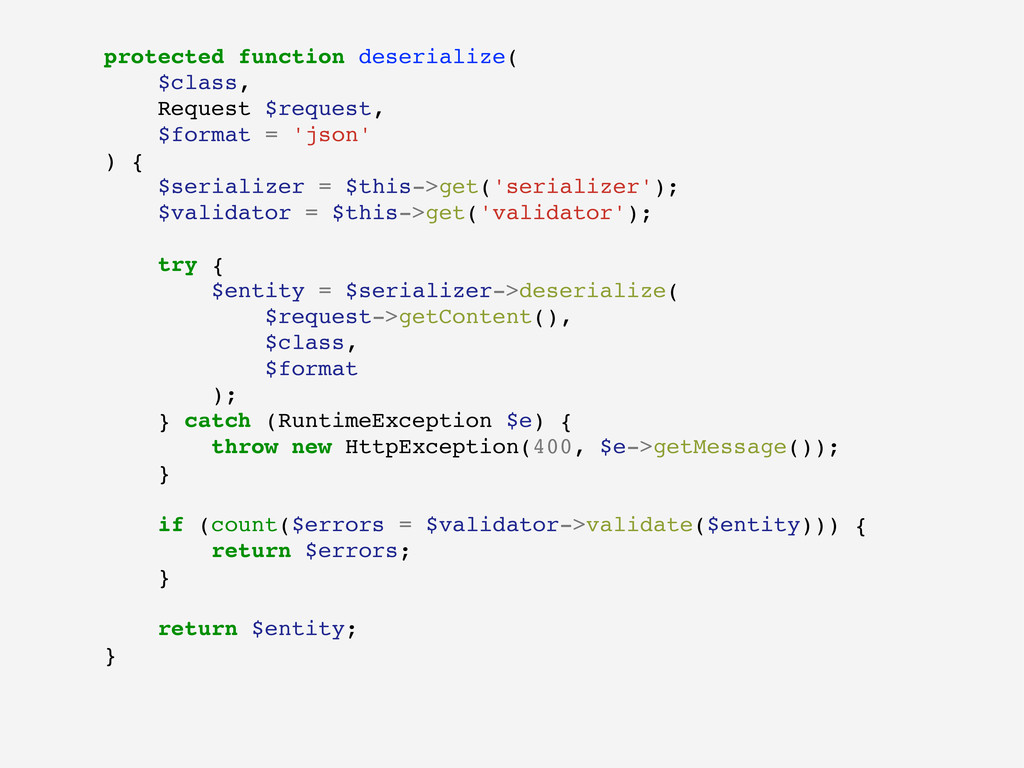 protected function deserialize(
    $class,
    Request $request,
    $format = 'json'
) {
    $serializer = $this->get('serializer');
    $validator = $this->get('validator');

    try {
        $entity = $serializer->deserialize(
            $request->getContent(),
            $class,
            $format
        );
    } catch (RuntimeException $e) {
        throw new HttpException(400, $e->getMessage());
    }

    if (count($errors = $validator->validate($entity))) {
        return $errors;
    }

    return $entity;
}